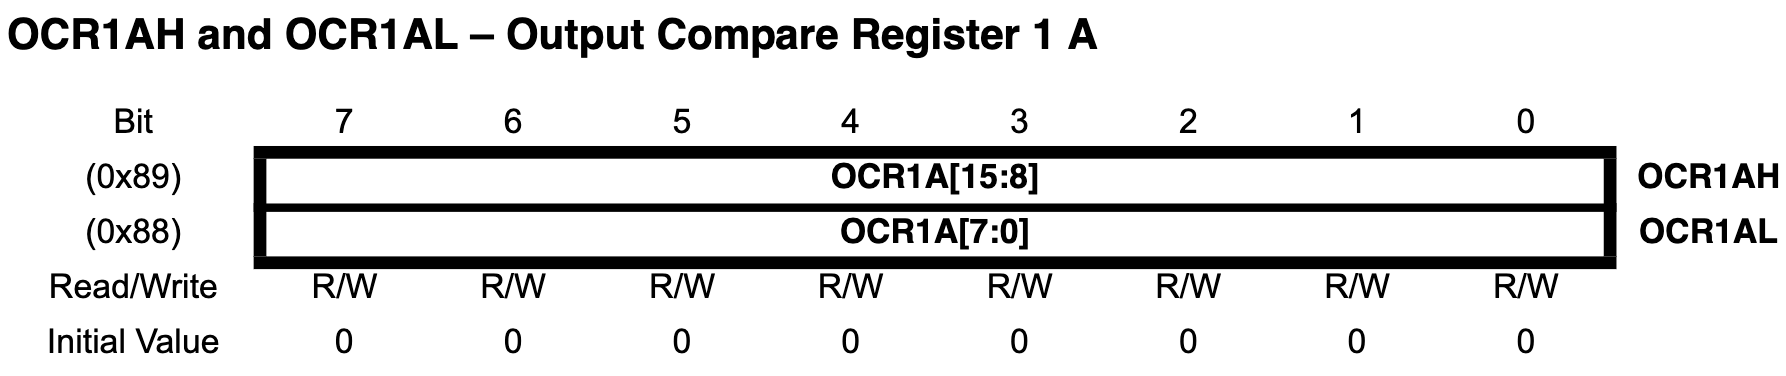 OCR1AH and OCR1AL – Output Compare Register 1 A
Bit 7 6 5 4 3 2 1 0
(0x89) OCR1A[15:8] OCR1AH
(0x88) OCR1A[7:0] OCR1AL
Read/Write R/W R/W R/W R/W R/W R/W R/W R/W
Initial Value 0 0 0 0 0 0 0 0